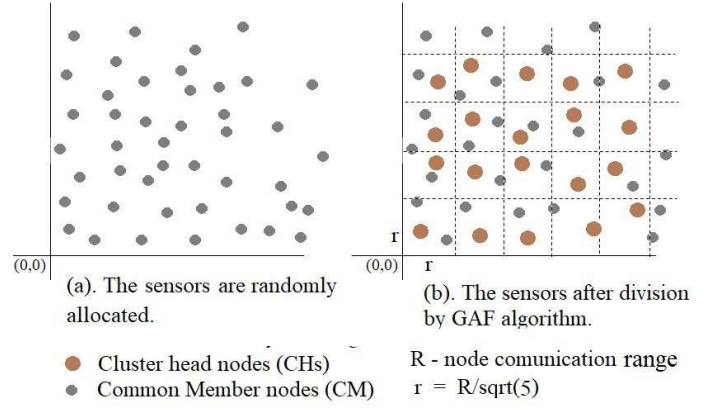 r
(0,0)
(0,0)
r
(a). The sensors are randomly
allocated.
(b). The sensors after division
by GAF algorithm.
Cluster head nodes (CHs)
Common Member nodes (CM)
R - node comunication range
r = R/sqrt(5)